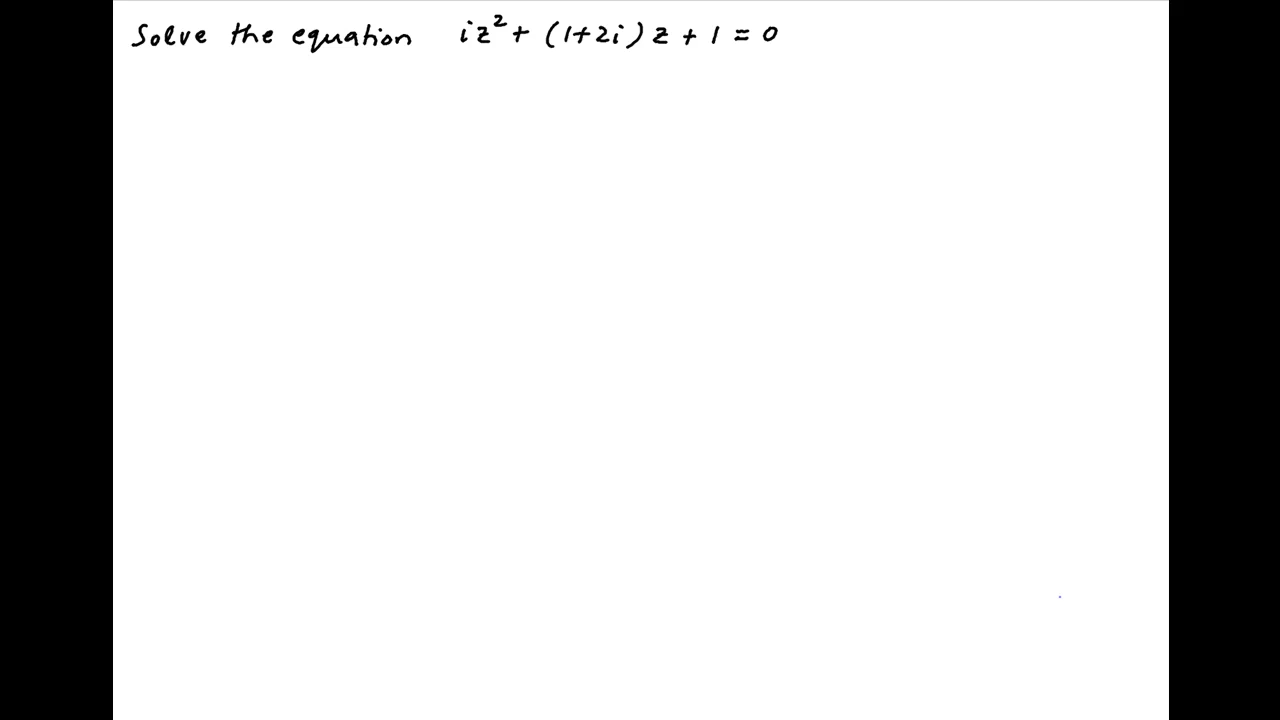 Solve the equation iz² + (1+2i) z + 1 = 0